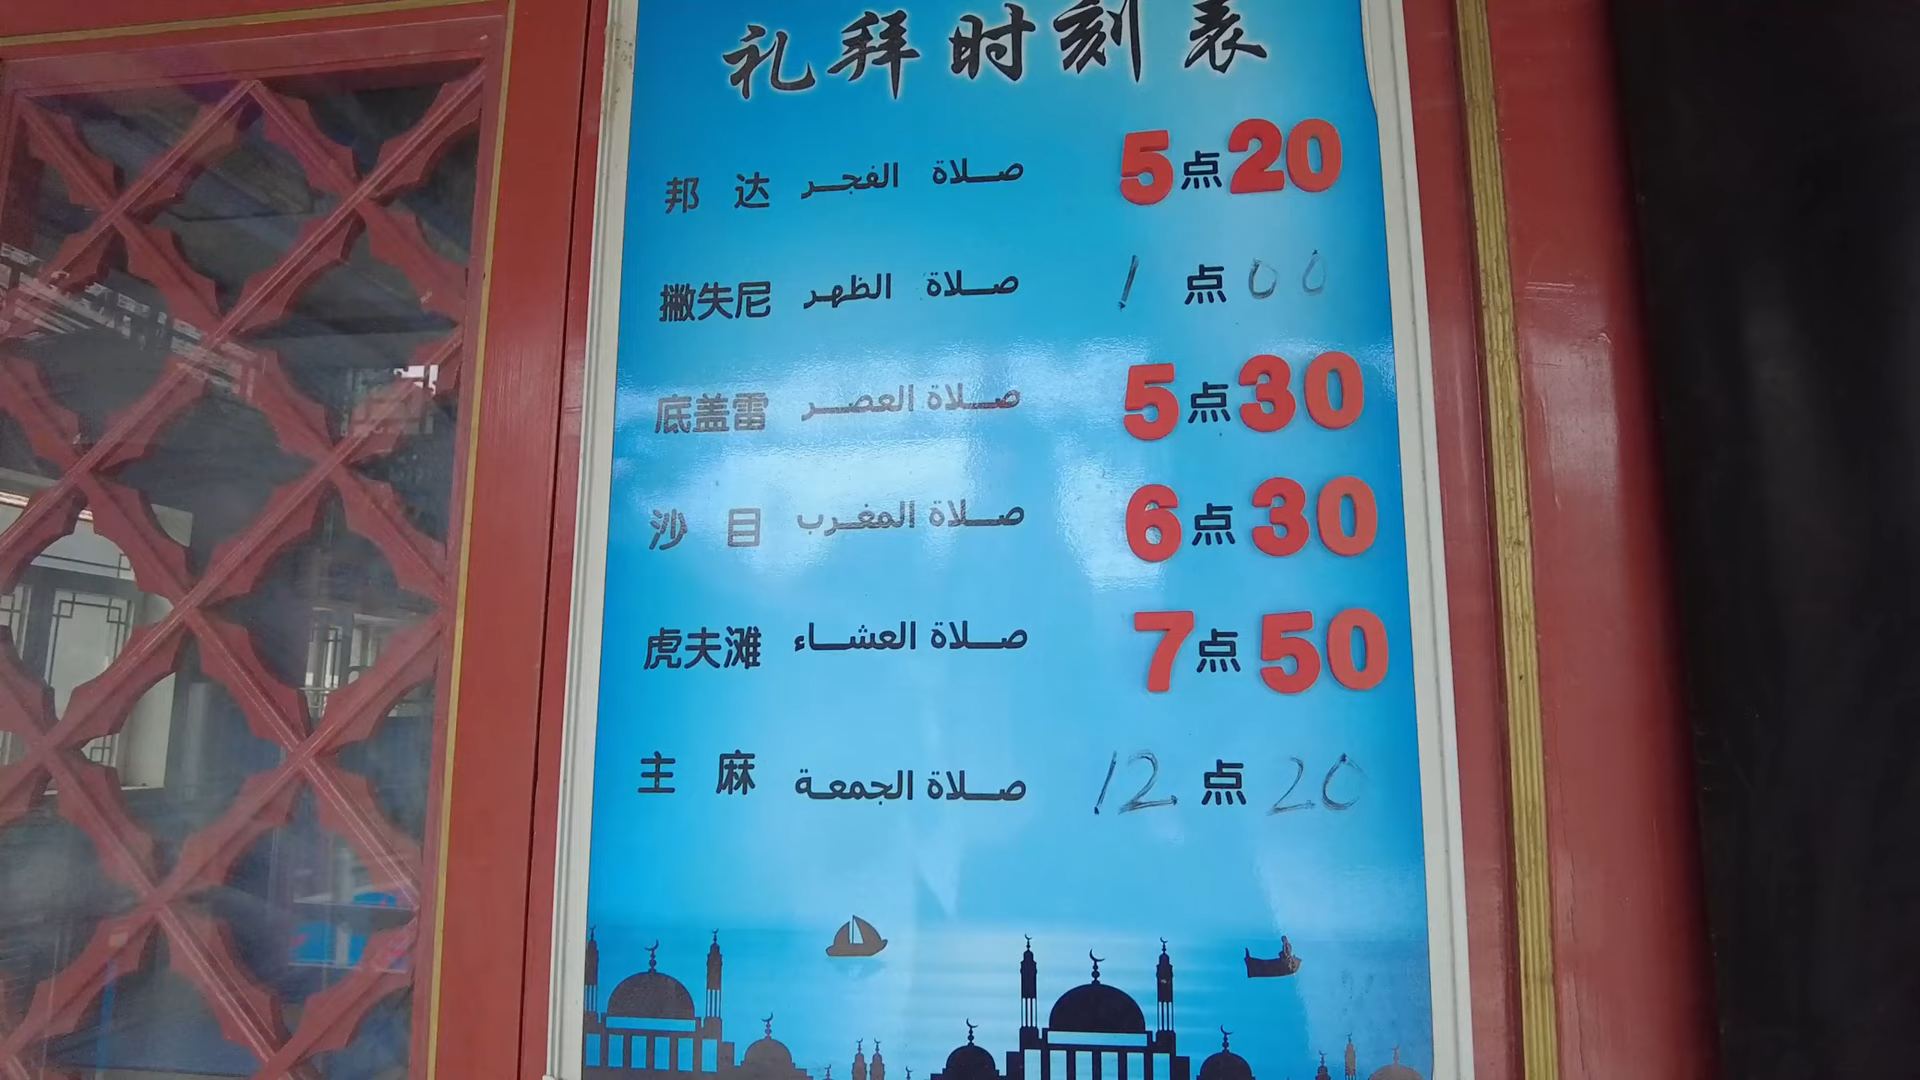 礼拜时刻表
邦达 صلاة الفجر 5点20
撇失尼 صلاة الظهر 1点00
底盖雷 صلاة العصر 5点30
沙目 صلاة المغرب 6点30
虎夫滩 صلاة العشاء 7点50
主麻 صلاة الجمعة 12点20